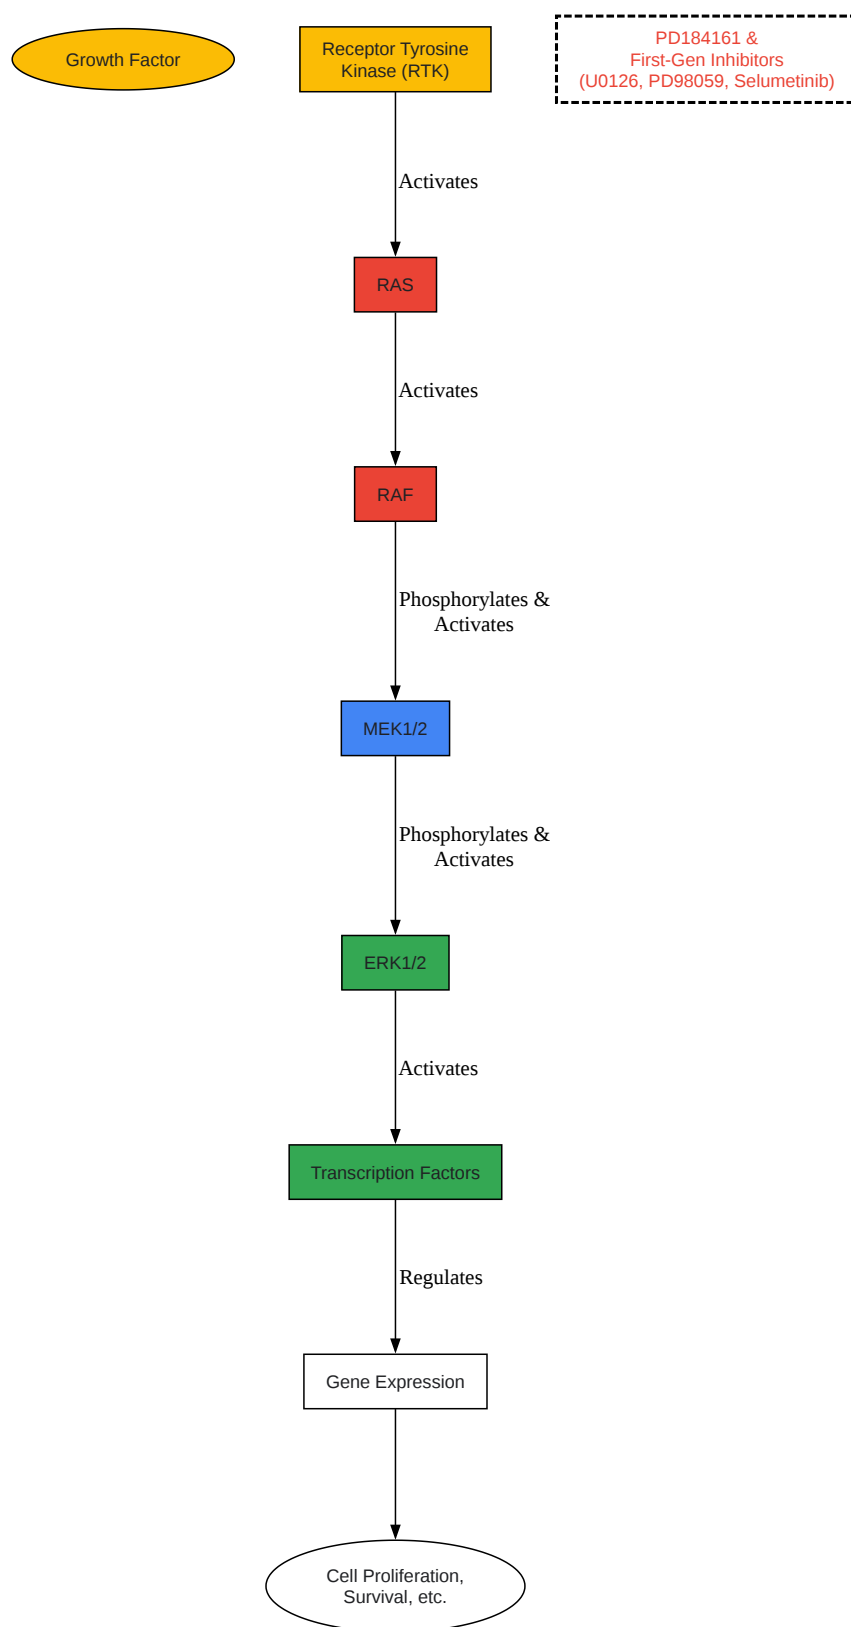 Growth Factor
Receptor Tyrosine
Kinase (RTK)
PD184161 &
First-Gen Inhibitors
(U0126, PD98059, Selumetinib)
Activates
RAS
Activates
RAF
Phosphorylates &
Activates
MEK1/2
Phosphorylates &
Activates
ERK1/2
Activates
Transcription Factors
Regulates
Gene Expression
Cell Proliferation,
Survival, etc.